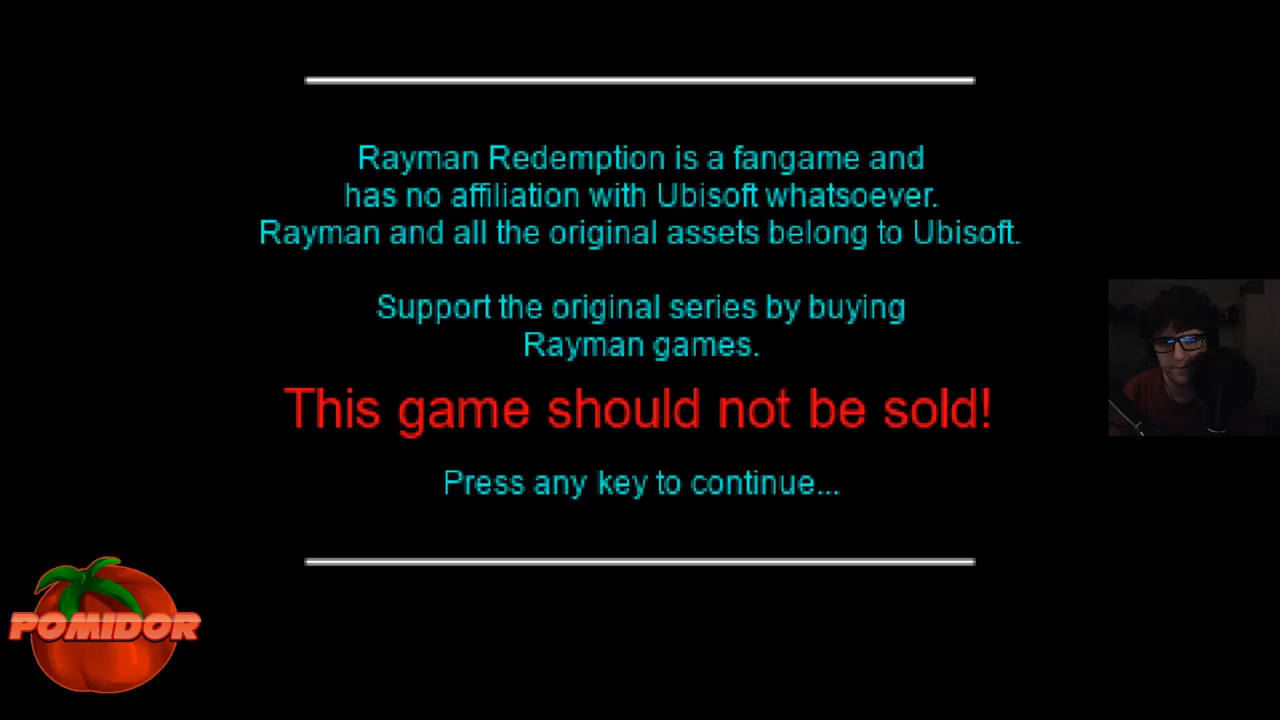 Rayman Redemption is a fangame and
has no affiliation with Ubisoft whatsoever.
Rayman and all the original assets belong to Ubisoft.
Support the original series by buying
Rayman games.
This game should not be sold!
Press any key to continue...
POMIDOR